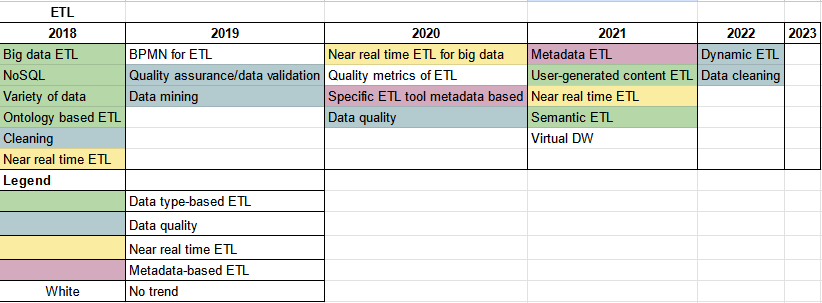 ETL
2018 2019 2020 2021 2022 2023
Big data ETL BPMN for ETL Near real time ETL for big data Metadata ETL Dynamic ETL
NoSQL Quality assurance/data validation Quality metrics of ETL User-generated content ETL Data cleaning
Variety of data Data mining Specific ETL tool metadata based Near real time ETL
Ontology based ETL Data quality Semantic ETL
Cleaning Virtual DW
Near real time ETL
Legend
Data type-based ETL
Data quality
Near real time ETL
Metadata-based ETL
White No trend